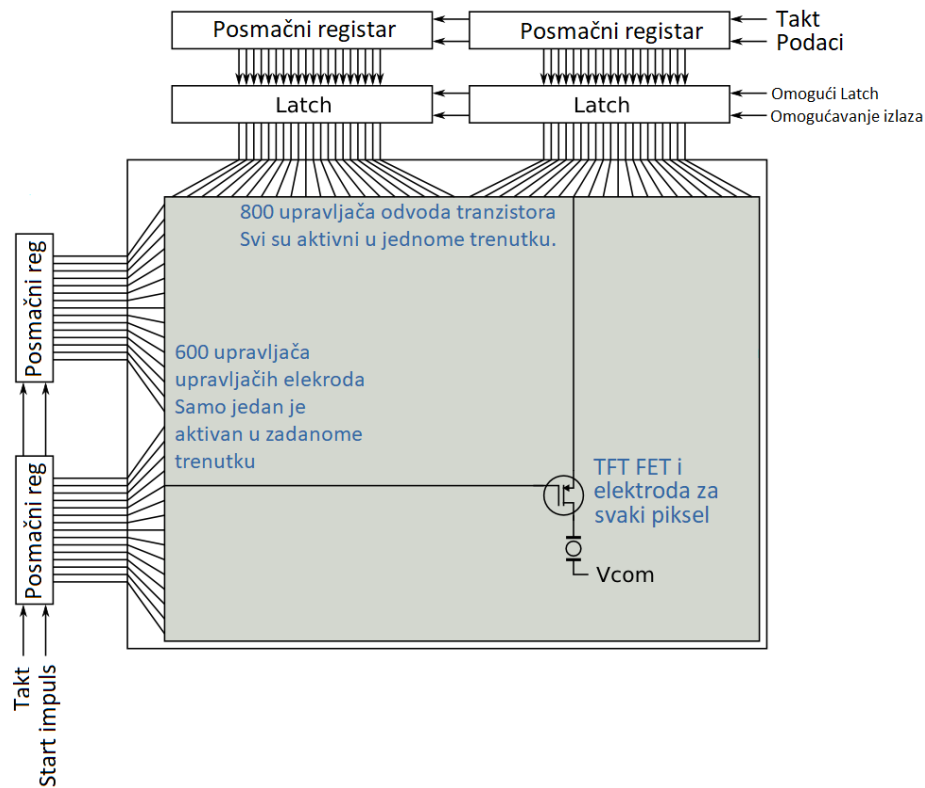 Posmačni registar
Posmačni registar
Takt
Podaci
Latch
Latch
Omogući Latch
Omogućavanje izlaza
800 upravljača odvoda tranzistora
Svi su aktivni u jednome trenutku.
Posmačni reg
600 upravljača
upravljačih elekroda
Samo jedan je
aktivan u zadanome
trenutku
Posmačni reg
TFT FET i
elektroda za
svaki piksel
Vcom
Takt
Start impuls